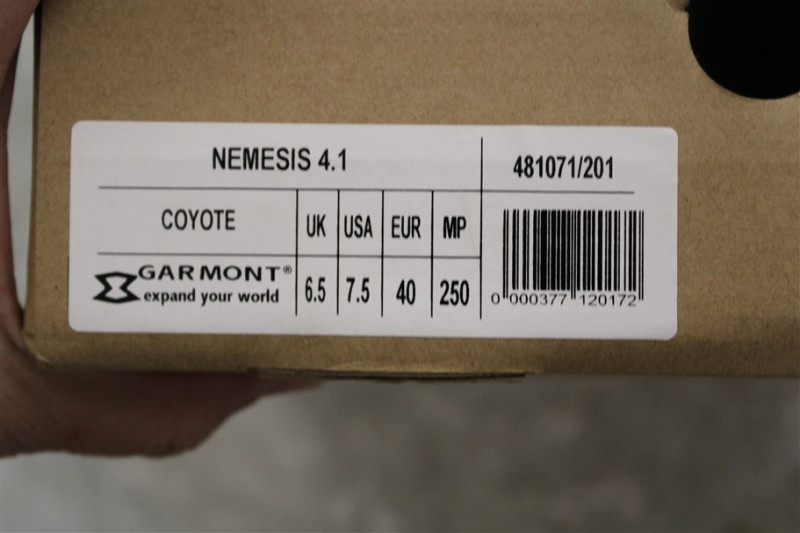 NEMESIS 4.1
481071/201
COYOTE
UK USA EUR MP
GARMONT®
expand your world
6.5 7.5 40 250
0 000377 120172